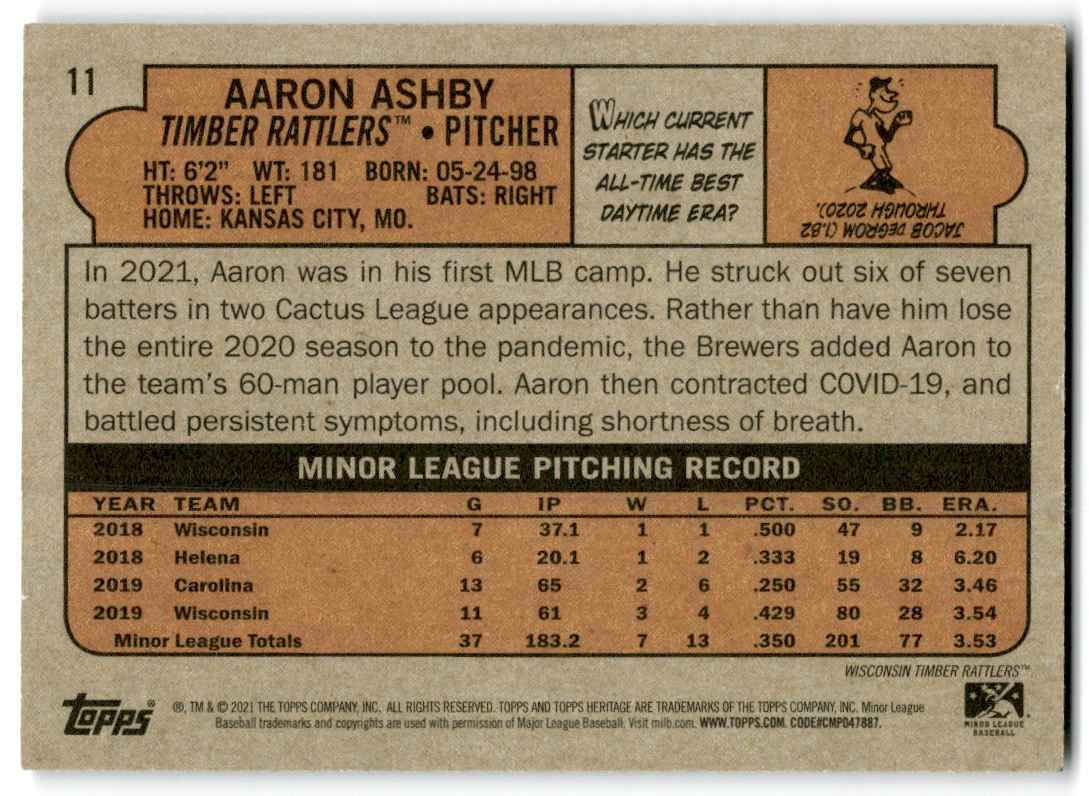 11
AARON ASHBY
TIMBER RATTLERS™ • PITCHER
HT: 6'2" WT: 181 BORN: 05-24-98
THROWS: LEFT BATS: RIGHT
HOME: KANSAS CITY, MO.
WHICH CURRENT
STARTER HAS THE
ALL-TIME BEST
DAYTIME ERA?
JACOB DEGROM (1.82
THROUGH 2020).
In 2021, Aaron was in his first MLB camp. He struck out six of seven
batters in two Cactus League appearances. Rather than have him lose
the entire 2020 season to the pandemic, the Brewers added Aaron to
the team's 60-man player pool. Aaron then contracted COVID-19, and
battled persistent symptoms, including shortness of breath.
MINOR LEAGUE PITCHING RECORD
YEAR TEAM G IP W L PCT. SO. BB. ERA.
2018 Wisconsin 7 37.1 1 1 .500 47 9 2.17
2018 Helena 6 20.1 1 2 .333 19 8 6.20
2019 Carolina 13 65 2 6 .250 55 32 3.46
2019 Wisconsin 11 61 3 4 .429 80 28 3.54
Minor League Totals 37 183.2 7 13 .350 201 77 3.53
WISCONSIN TIMBER RATTLERS™
topps®
®, TM & © 2021 THE TOPPS COMPANY, INC. ALL RIGHTS RESERVED. TOPPS AND TOPPS HERITAGE ARE TRADEMARKS OF THE TOPPS COMPANY, INC. Minor League
Baseball trademarks and copyrights are used with permission of Major League Baseball. Visit milb.com. WWW.TOPPS.COM. CODE#CMP047887.
MINOR LEAGUE
BASEBALL